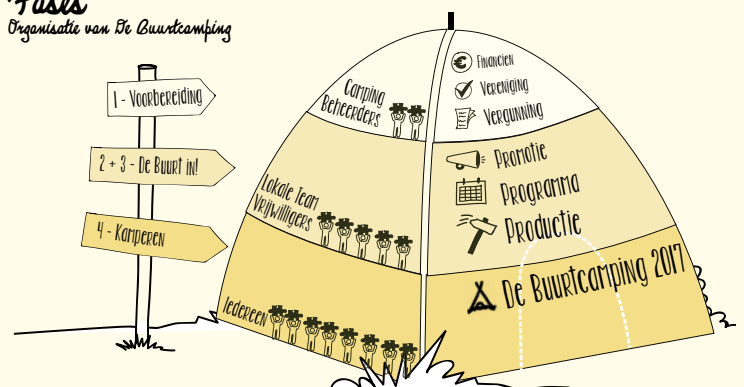 Fases
Organisatie van De Buurtcamping
1 - Voorbereiding
2 + 3 - De Buurt in!
4 - Kamperen
Camping
Beheerders
€ Financiën
Vereniging
Vergunning
Lokale Team
Vrijwilligers
Promotie
Programma
Productie
Iedereen
De Buurtcamping 2017